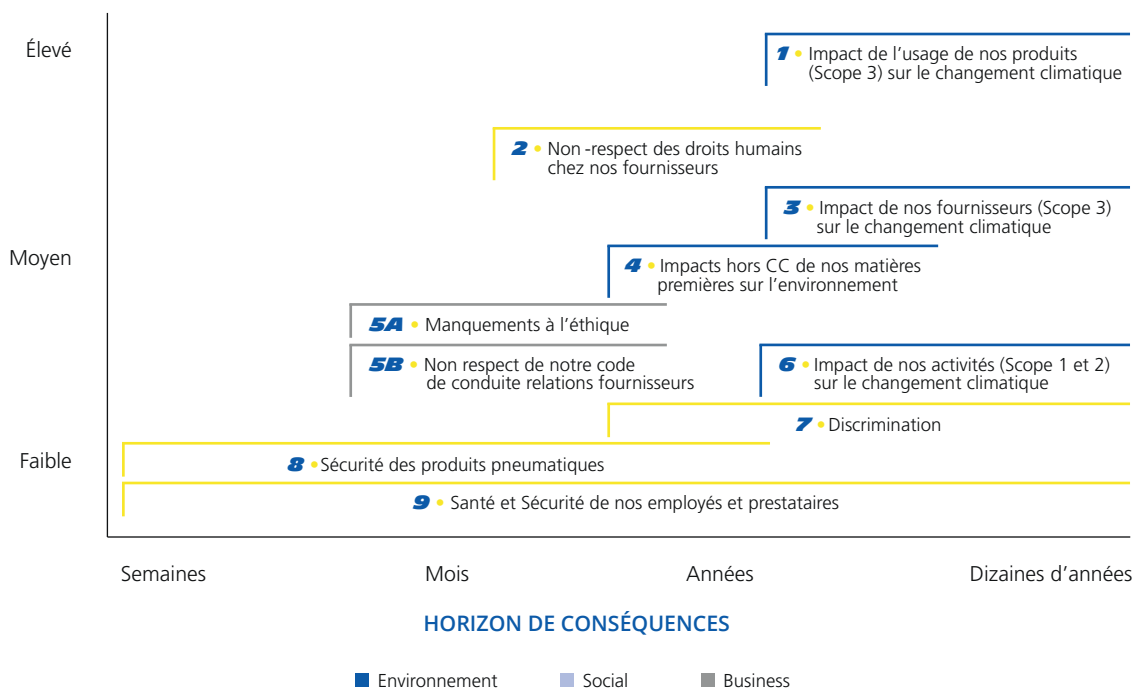 Élevé
1 • Impact de l’usage de nos produits
(Scope 3) sur le changement climatique
2 • Non -respect des droits humains
chez nos fournisseurs
3 • Impact de nos fournisseurs (Scope 3)
sur le changement climatique
Moyen
4 • Impacts hors CC de nos matières
premières sur l’environnement
5A • Manquements à l’éthique
5B • Non respect de notre code
de conduite relations fournisseurs
6 • Impact de nos activités (Scope 1 et 2)
sur le changement climatique
7 • Discrimination
Faible
8 • Sécurité des produits pneumatiques
9 • Santé et Sécurité de nos employés et prestataires
Semaines Mois Années Dizaines d’années
HORIZON DE CONSÉQUENCES
Environnement Social Business